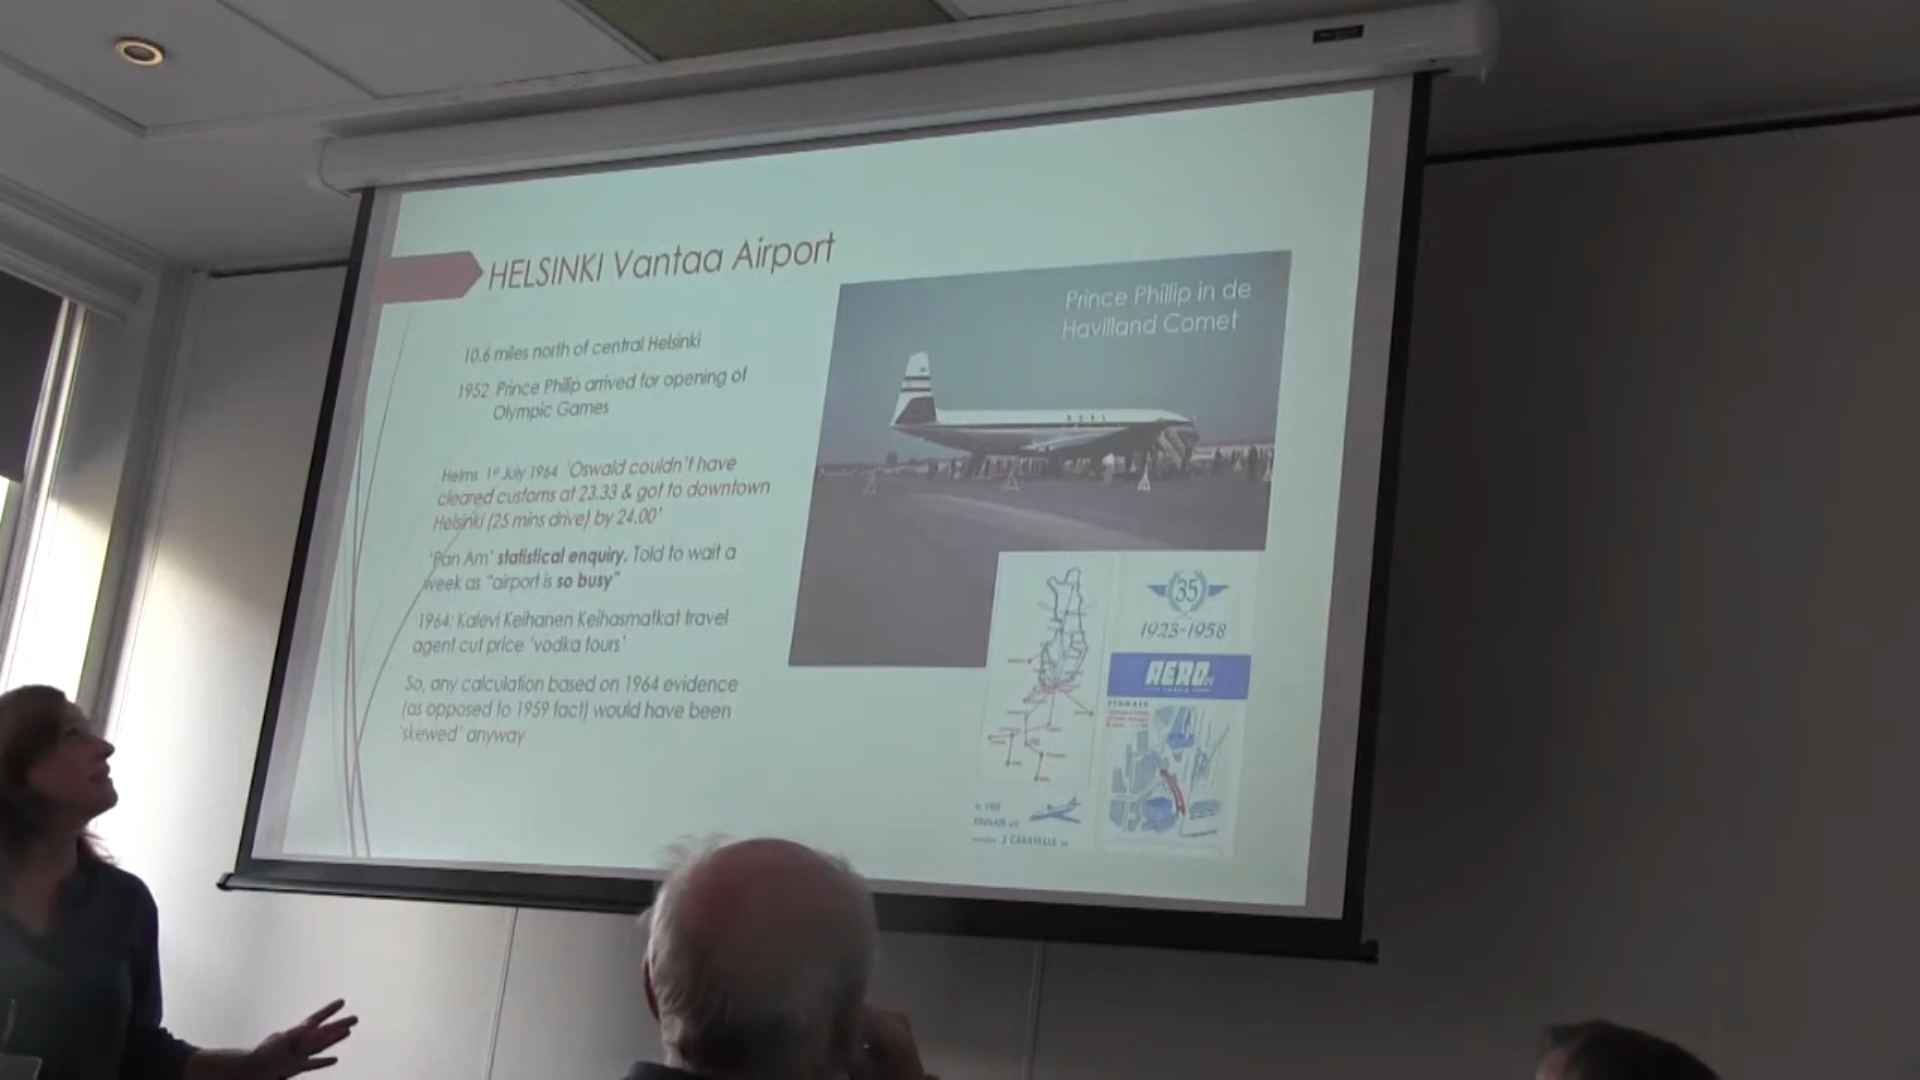 HELSINKI Vantaa Airport
10.6 miles north of central Helsinki
1952 Prince Philip arrived for opening of
Olympic Games
Helms 1st July 1964 'Oswald couldn't have
cleared customs at 23.33 & got to downtown
Helsinki (25 mins drive) by 24.00'
'Pan Am' statistical enquiry. Told to wait a
week as "airport is so busy"
1964: Kalevi Keihanen Keihasmatkat travel
agent cut price 'vodka tours'
So, any calculation based on 1964 evidence
(as opposed to 1959 fact) would have been
'skewed' anyway
Prince Phillip in de
Havilland Comet
35
1923-1958
AERO
FINNAIR
FINNAIR
CARAVELLE